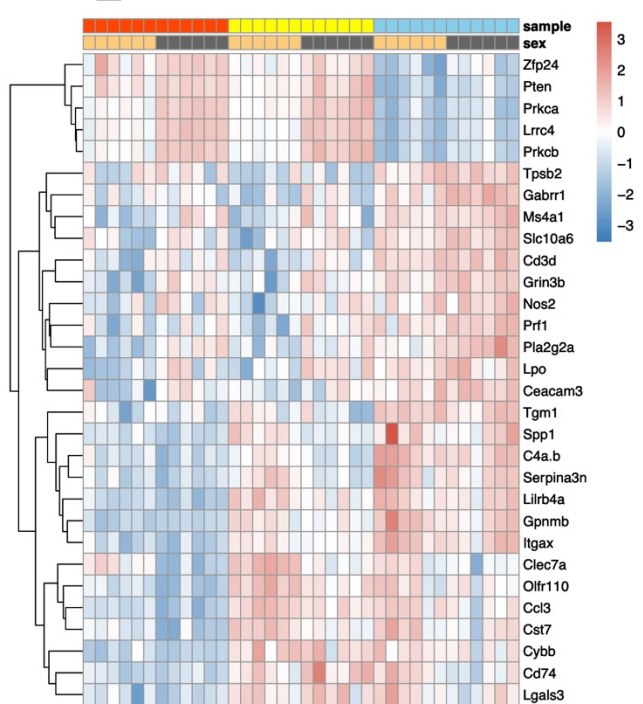 sample
sex
Zfp24
Pten
Prkca
Lrrc4
Prkcb
Tpsb2
Gabrr1
Ms4a1
Slc10a6
Cd3d
Grin3b
Nos2
Prf1
Pla2g2a
Lpo
Ceacam3
Tgm1
Spp1
C4a.b
Serpina3n
Lilrb4a
Gpnmb
Itgax
Clec7a
Olfr110
Ccl3
Cst7
Cybb
Cd74
Lgals3
3
2
1
0
−1
−2
−3